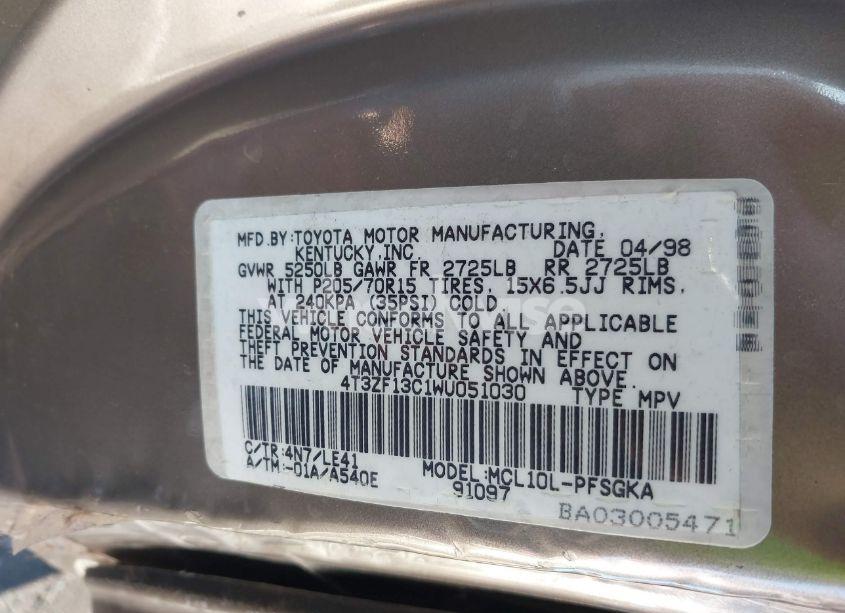 MFD.BY:TOYOTA MOTOR MANUFACTURING,
KENTUCKY,INC. DATE 04/98
GVWR 5250LB GAWR FR 2725LB RR 2725LB
WITH P205/70R15 TIRES, 15X6.5JJ RIMS,
AT 240KPA (35PSI) COLD
THIS VEHICLE CONFORMS TO ALL APPLICABLE
FEDERAL MOTOR VEHICLE SAFETY AND
THEFT PREVENTION STANDARDS IN EFFECT ON
THE DATE OF MANUFACTURE SHOWN ABOVE.
4T3ZF13C1WU051030 TYPE MPV
C/TR:4N7/LE41
A/TM:-01A/A540E MODEL:MCL10L-PFSGKA
91097
BA03005471